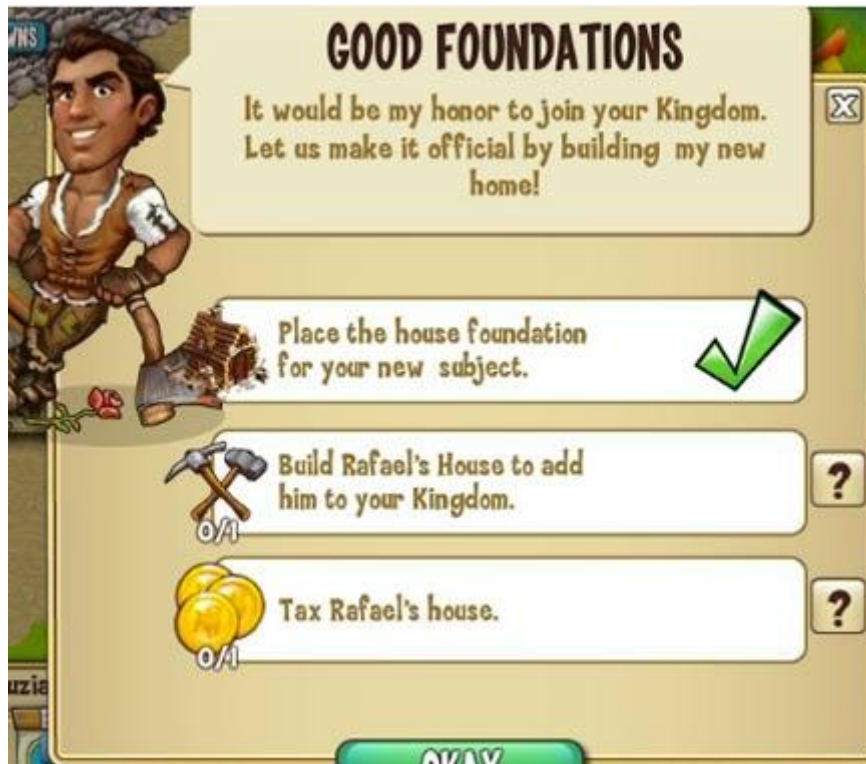 GOOD FOUNDATIONS
It would be my honor to join your Kingdom.
Let us make it official by building my new
home!
Place the house foundation
for your new subject.
Build Rafael's House to add
him to your Kingdom.
0/1
?
Tax Rafael's house.
0/1
?
OKAY